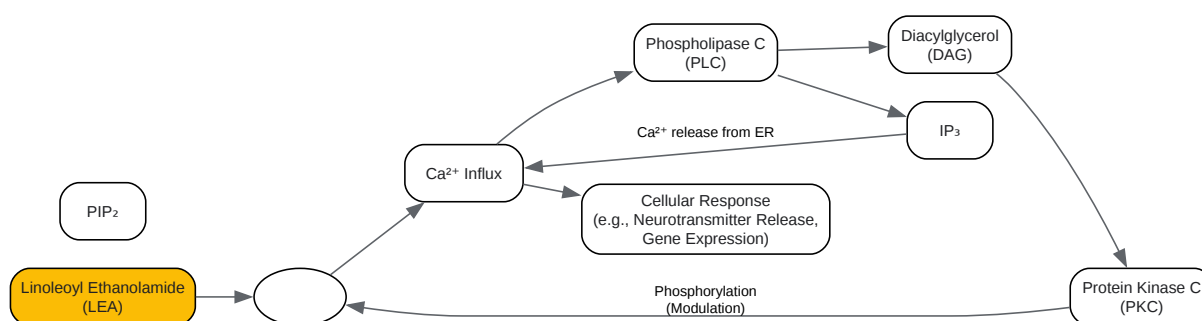 Phospholipase C
(PLC)
Diacylglycerol
(DAG)
IP₃
Ca²⁺ release from ER
Ca²⁺ Influx
Cellular Response
(e.g., Neurotransmitter Release,
Gene Expression)
PIP₂
Linoleoyl Ethanolamide
(LEA)
Phosphorylation
(Modulation)
Protein Kinase C
(PKC)